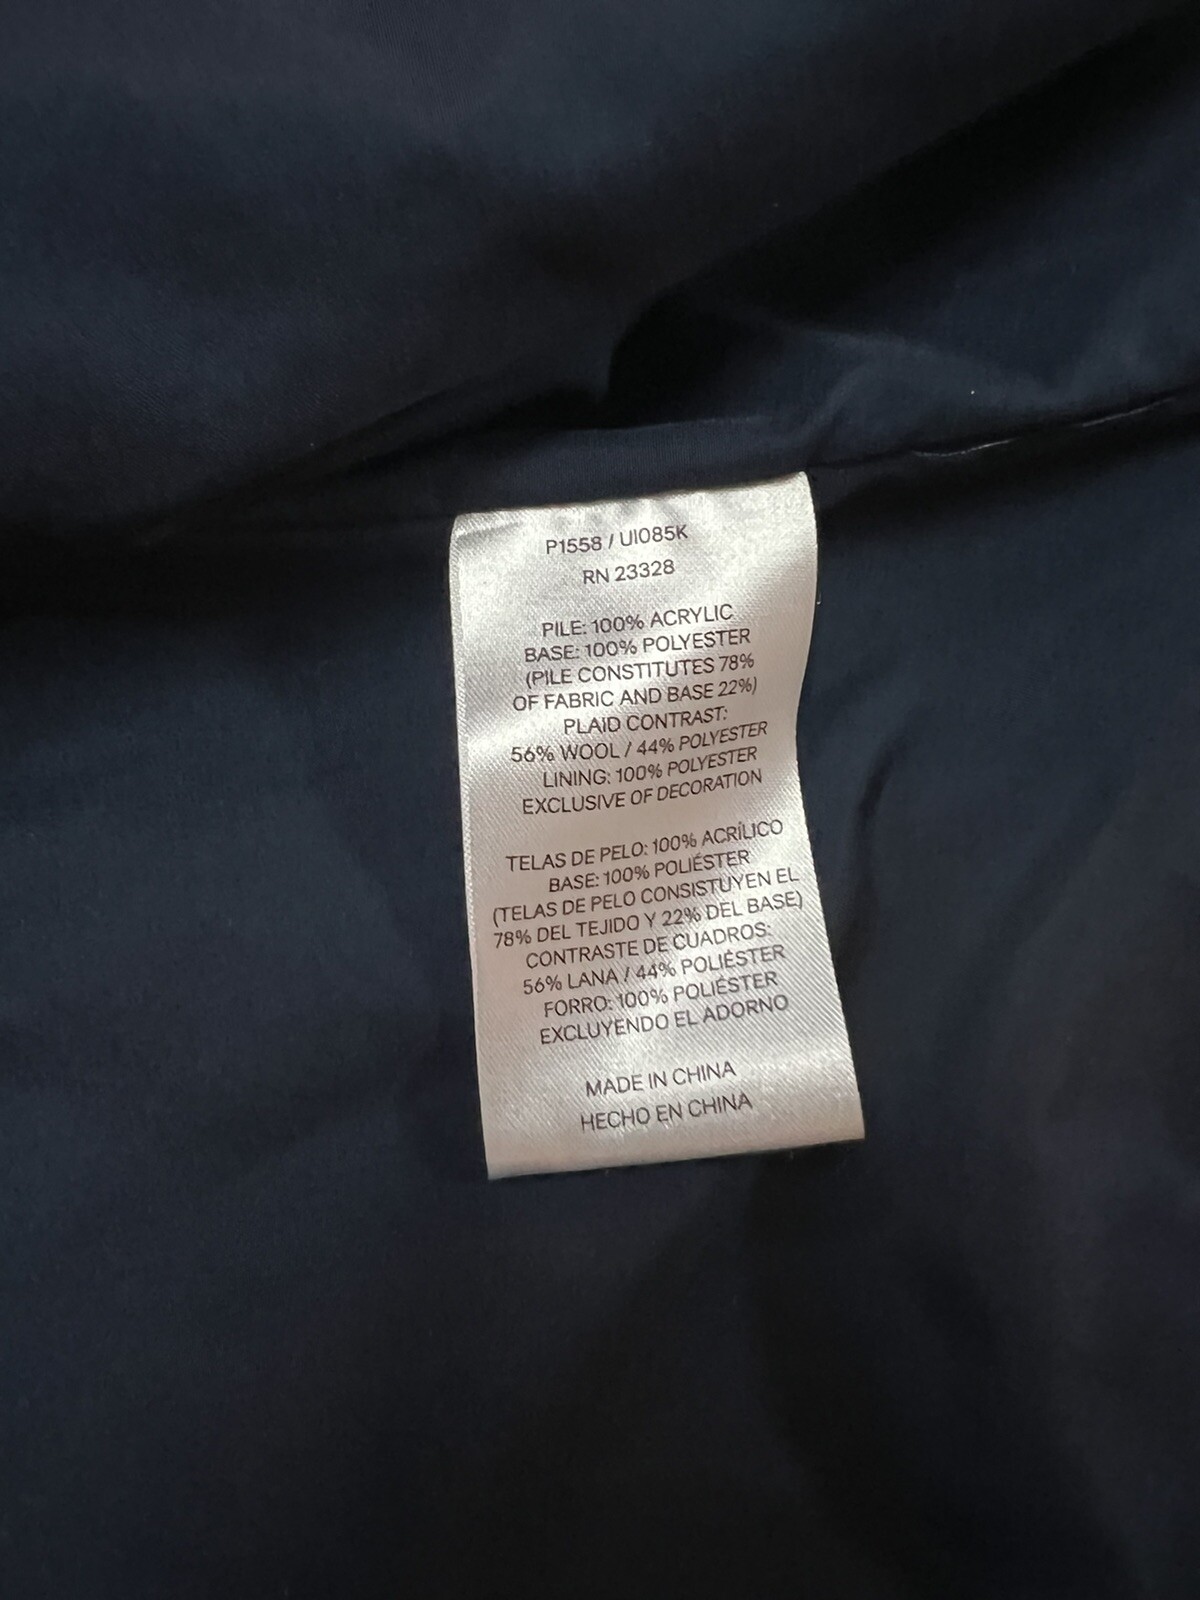 P1558 / UI085K
RN 23328
PILE: 100% ACRYLIC
BASE: 100% POLYESTER
(PILE CONSTITUTES 78%
OF FABRIC AND BASE 22%)
PLAID CONTRAST:
56% WOOL / 44% POLYESTER
LINING: 100% POLYESTER
EXCLUSIVE OF DECORATION
TELAS DE PELO: 100% ACRÍLICO
BASE: 100% POLIÉSTER
(TELAS DE PELO CONSISTUYEN EL
78% DEL TEJIDO Y 22% DEL BASE)
CONTRASTE DE CUADROS:
56% LANA / 44% POLIÉSTER
FORRO: 100% POLIÉSTER
EXCLUYENDO EL ADORNO
MADE IN CHINA
HECHO EN CHINA